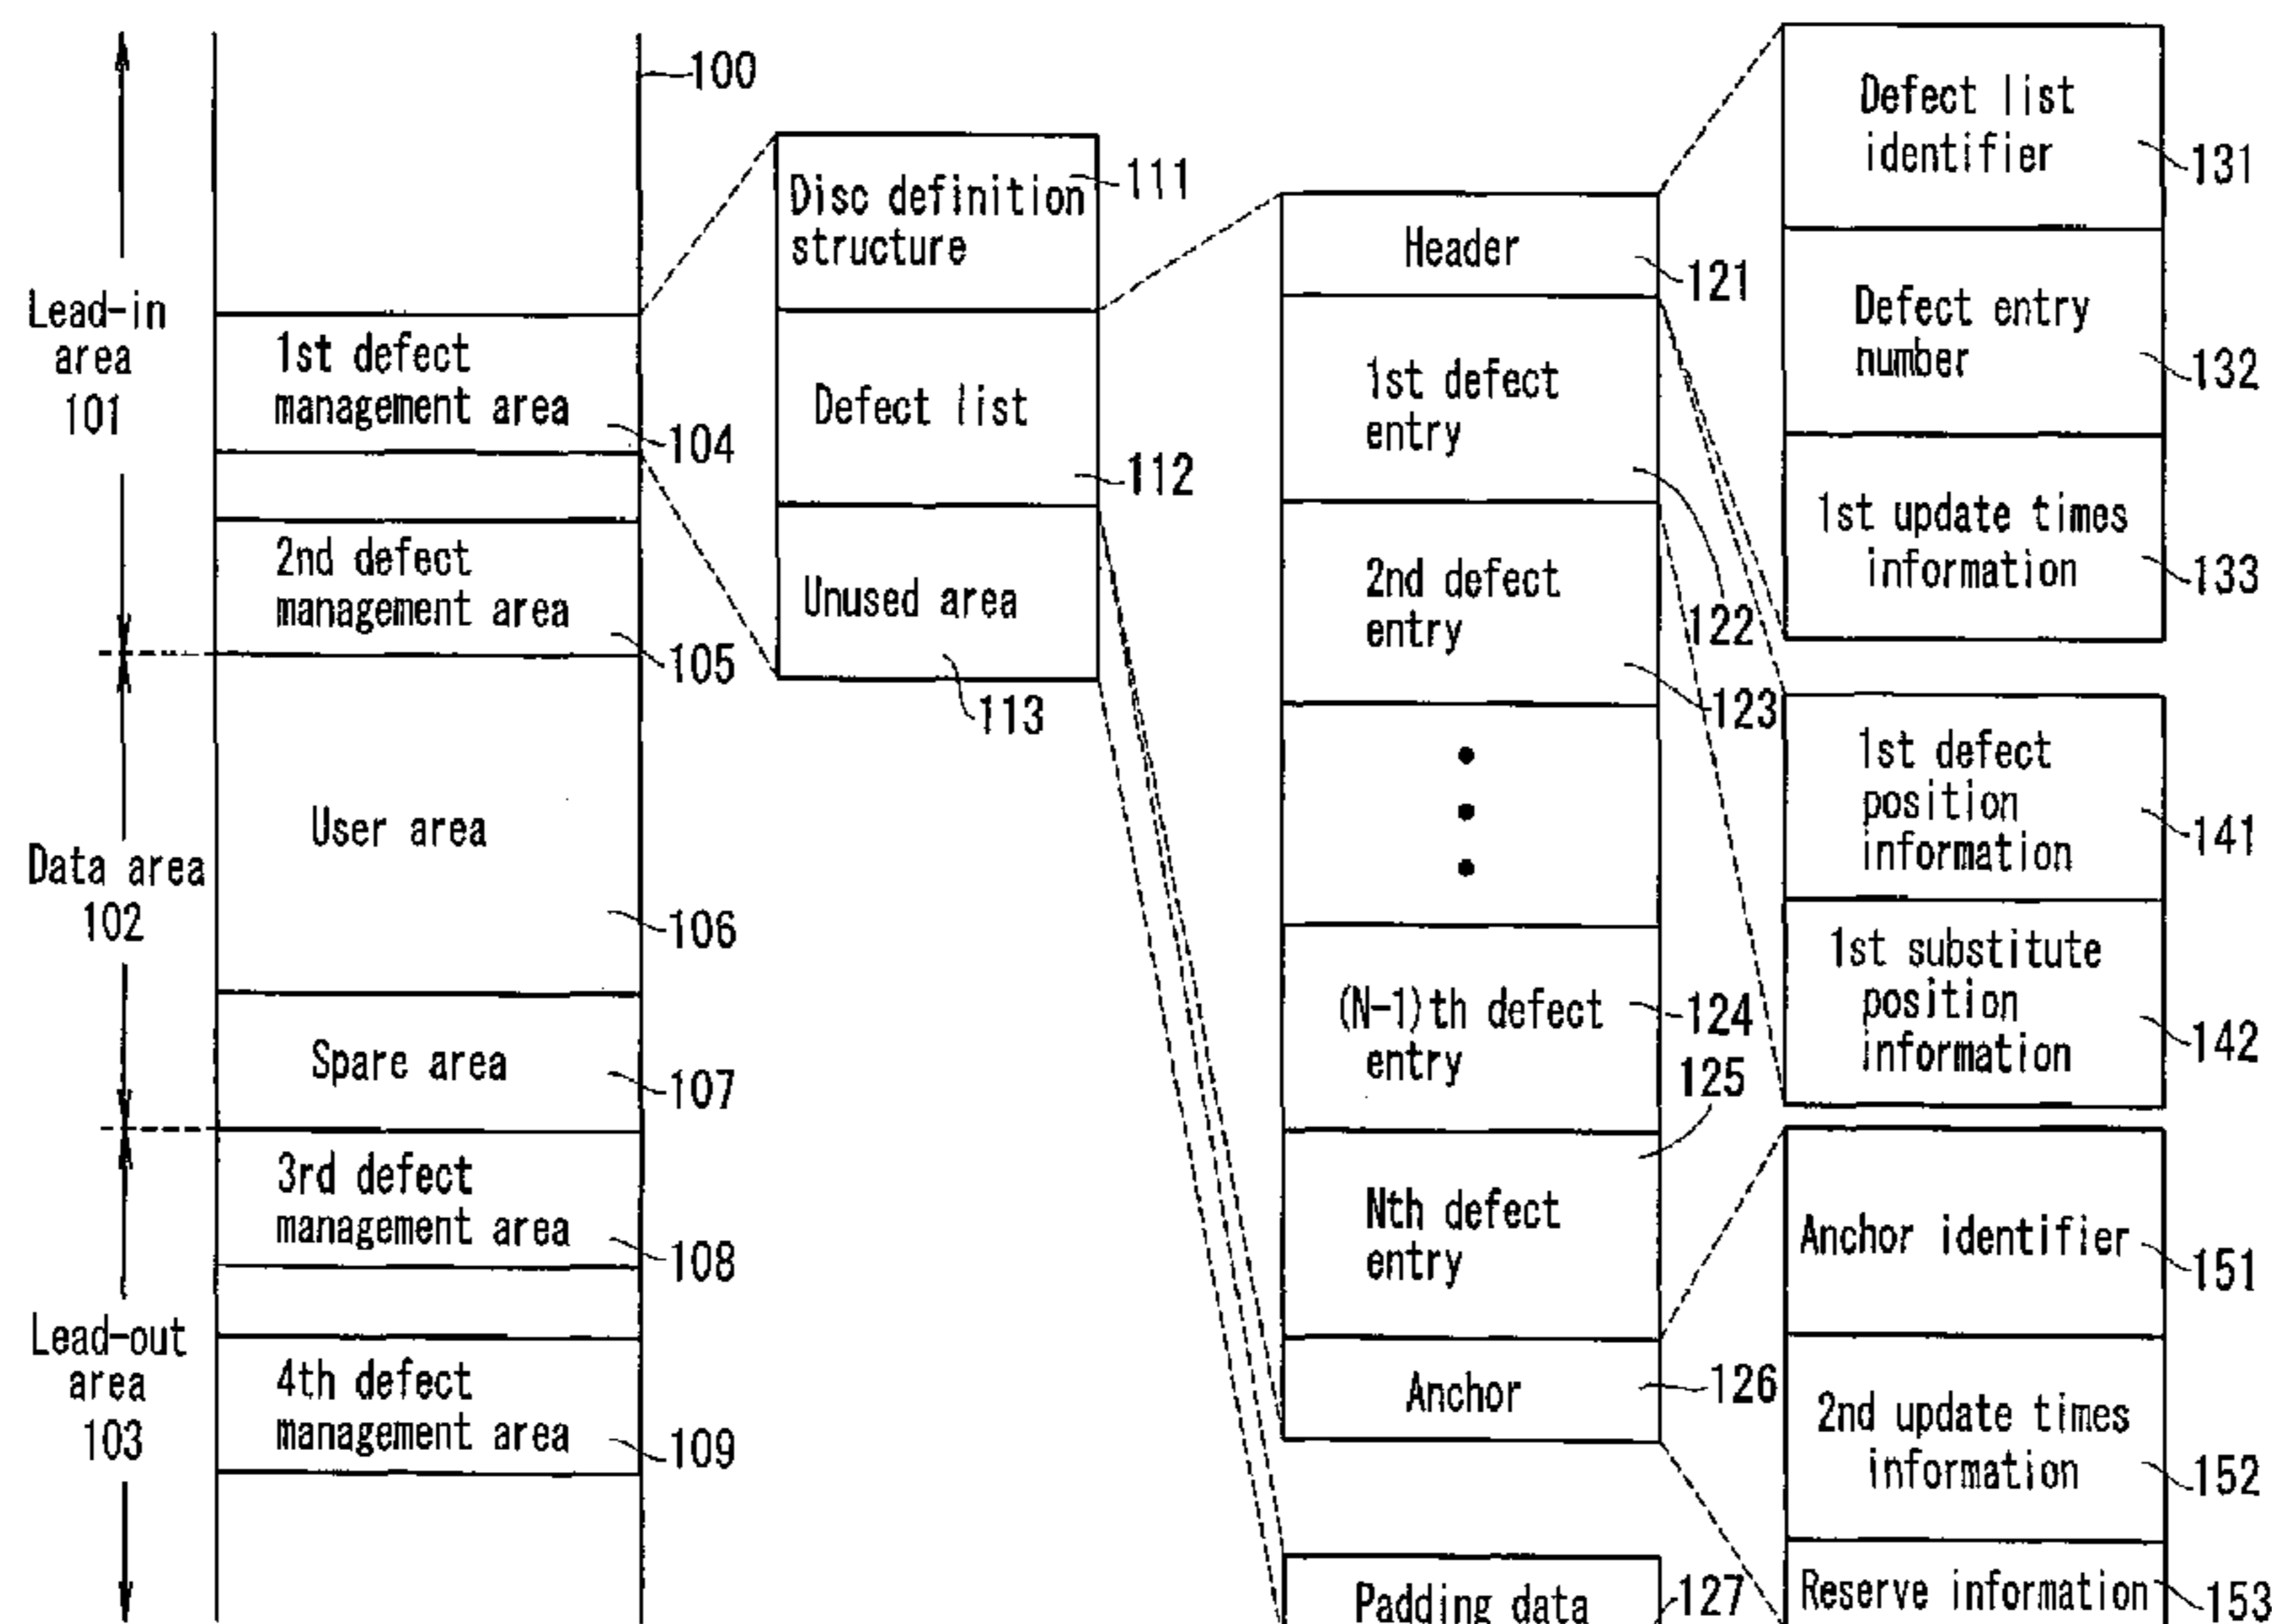 100
Lead-in
area
101
1st defect
management area
104
2nd defect
management area
105
Data area
102
User area
106
Spare area
107
Lead-out
area
103
3rd defect
management area
108
4th defect
management area
109
Disc definition
structure
111
Defect list
112
Unused area
113
Header
121
1st defect
entry
122
2nd defect
entry
123
(N-1)th defect
entry
124
125
Nth defect
entry
Anchor
126
Padding data
127
Defect list
identifier
131
Defect entry
number
132
1st update times
information
133
1st defect
position
information
141
1st substitute
position
information
142
Anchor identifier
151
2nd update times
information
152
Reserve information
153